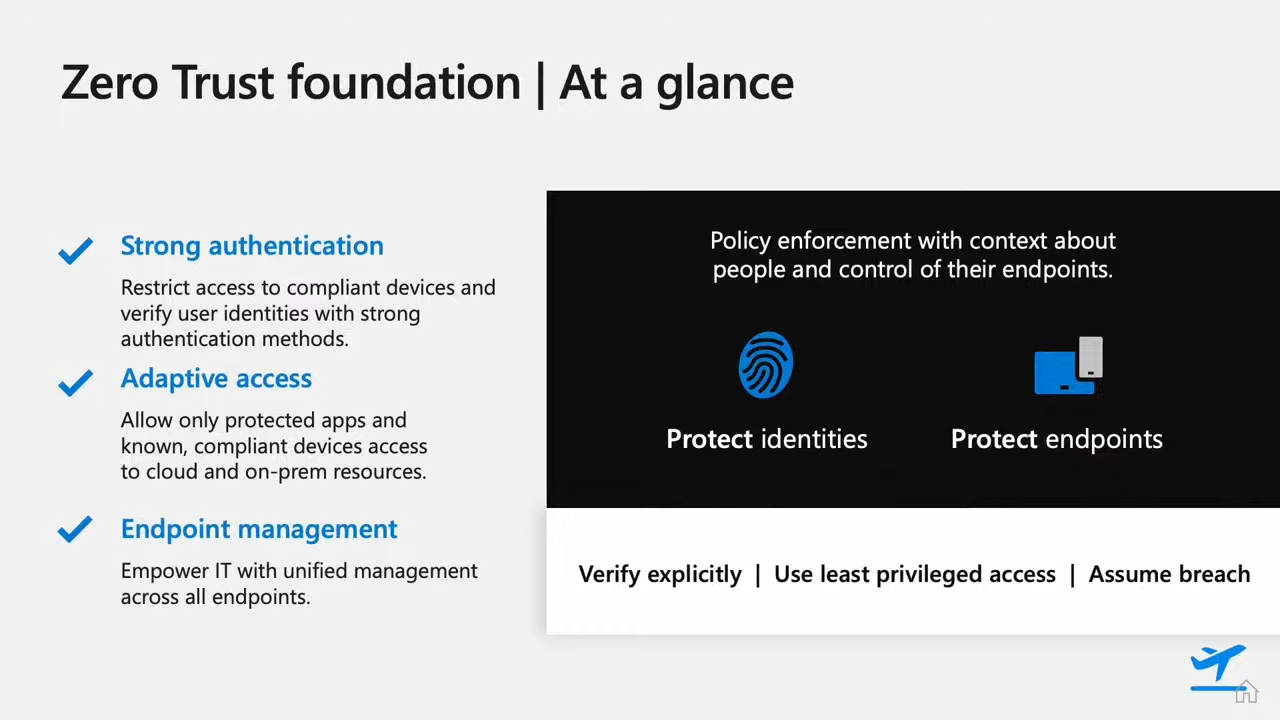 Zero Trust foundation | At a glance
Strong authentication
Restrict access to compliant devices and
verify user identities with strong
authentication methods.
Adaptive access
Allow only protected apps and
known, compliant devices access
to cloud and on-prem resources.
Endpoint management
Empower IT with unified management
across all endpoints.
Policy enforcement with context about
people and control of their endpoints.
Protect identities
Protect endpoints
Verify explicitly | Use least privileged access | Assume breach